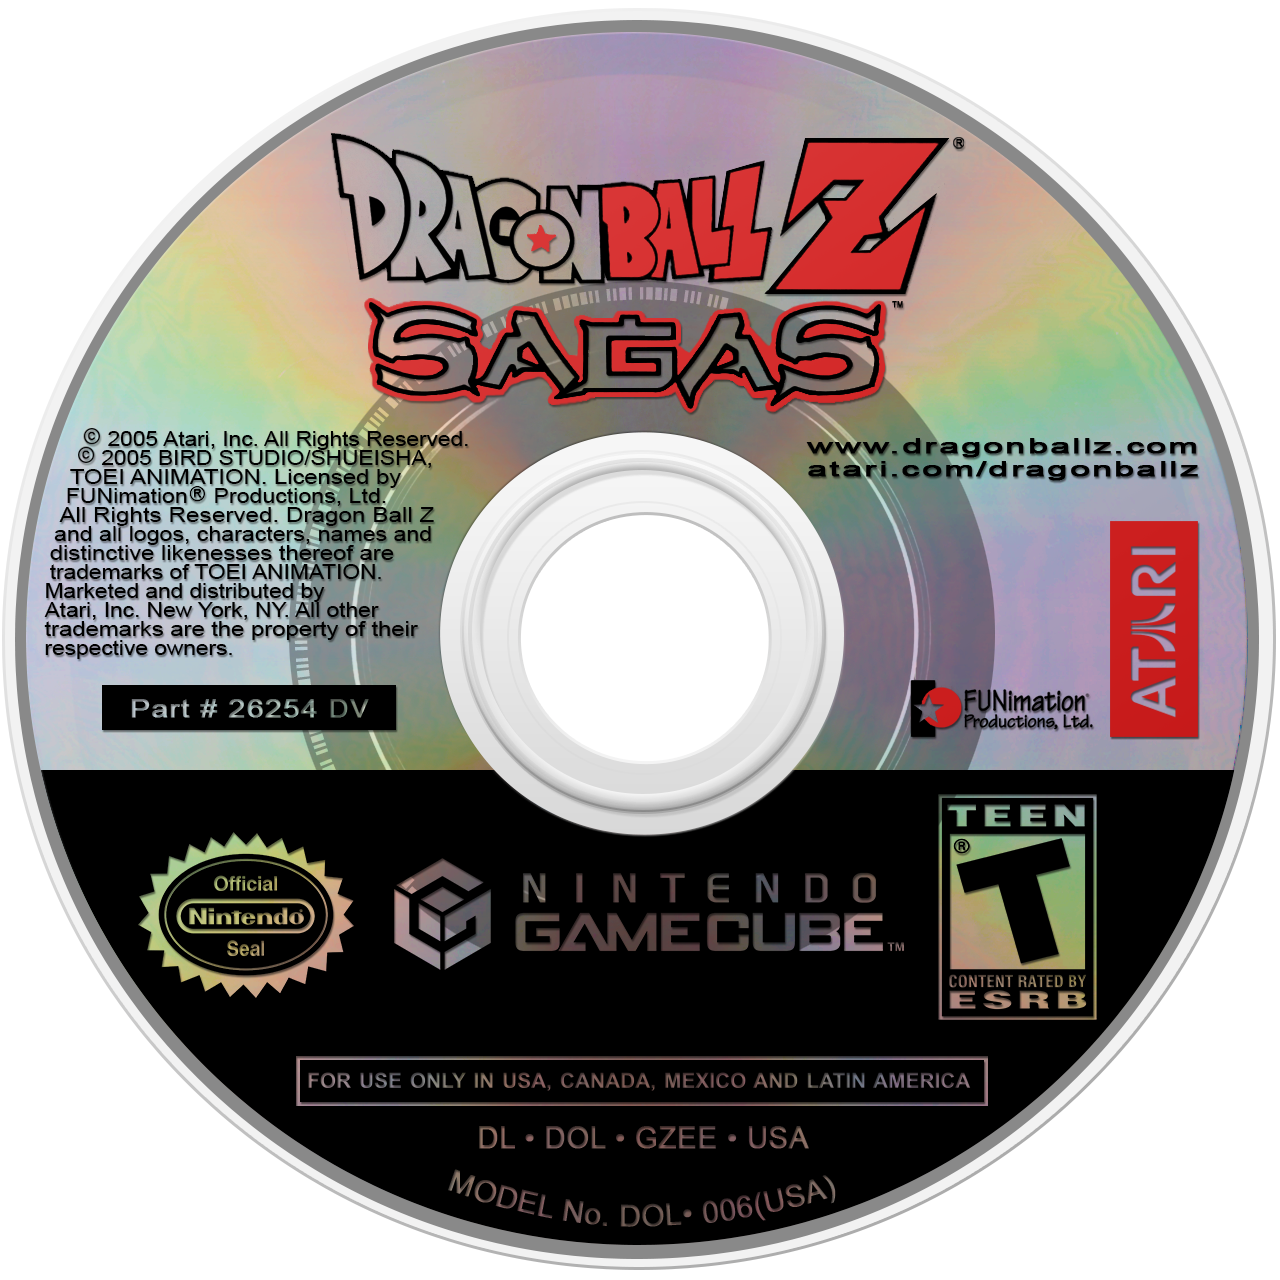 DRAGONBALL Z®
SAGAS™
© 2005 Atari, Inc. All Rights Reserved.
© 2005 BIRD STUDIO/SHUEISHA,
TOEI ANIMATION. Licensed by
FUNimation® Productions, Ltd.
All Rights Reserved. Dragon Ball Z
and all logos, characters, names and
distinctive likenesses thereof are
trademarks of TOEI ANIMATION.
Marketed and distributed by
Atari, Inc. New York, NY. All other
trademarks are the property of their
respective owners.
Part # 26254 DV
www.dragonballz.com
atari.com/dragonballz
ATARI
FUNimation®
Productions, Ltd.
Official
Nintendo®
Seal
NINTENDO
GAMECUBE™
TEEN
®
T
CONTENT RATED BY
ESRB
FOR USE ONLY IN USA, CANADA, MEXICO AND LATIN AMERICA
DL • DOL • GZEE • USA
MODEL No. DOL• 006(USA)